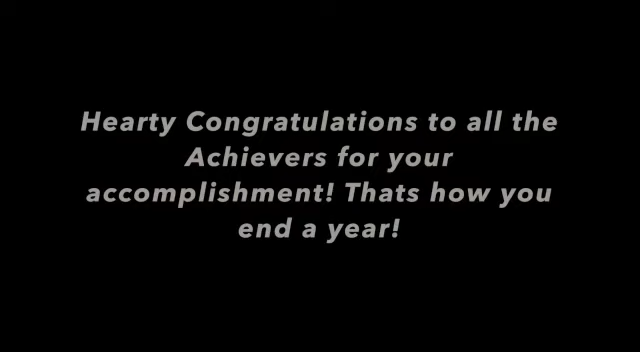 Hearty Congratulations to all the
Achievers for your
accomplishment! Thats how you
end a year!